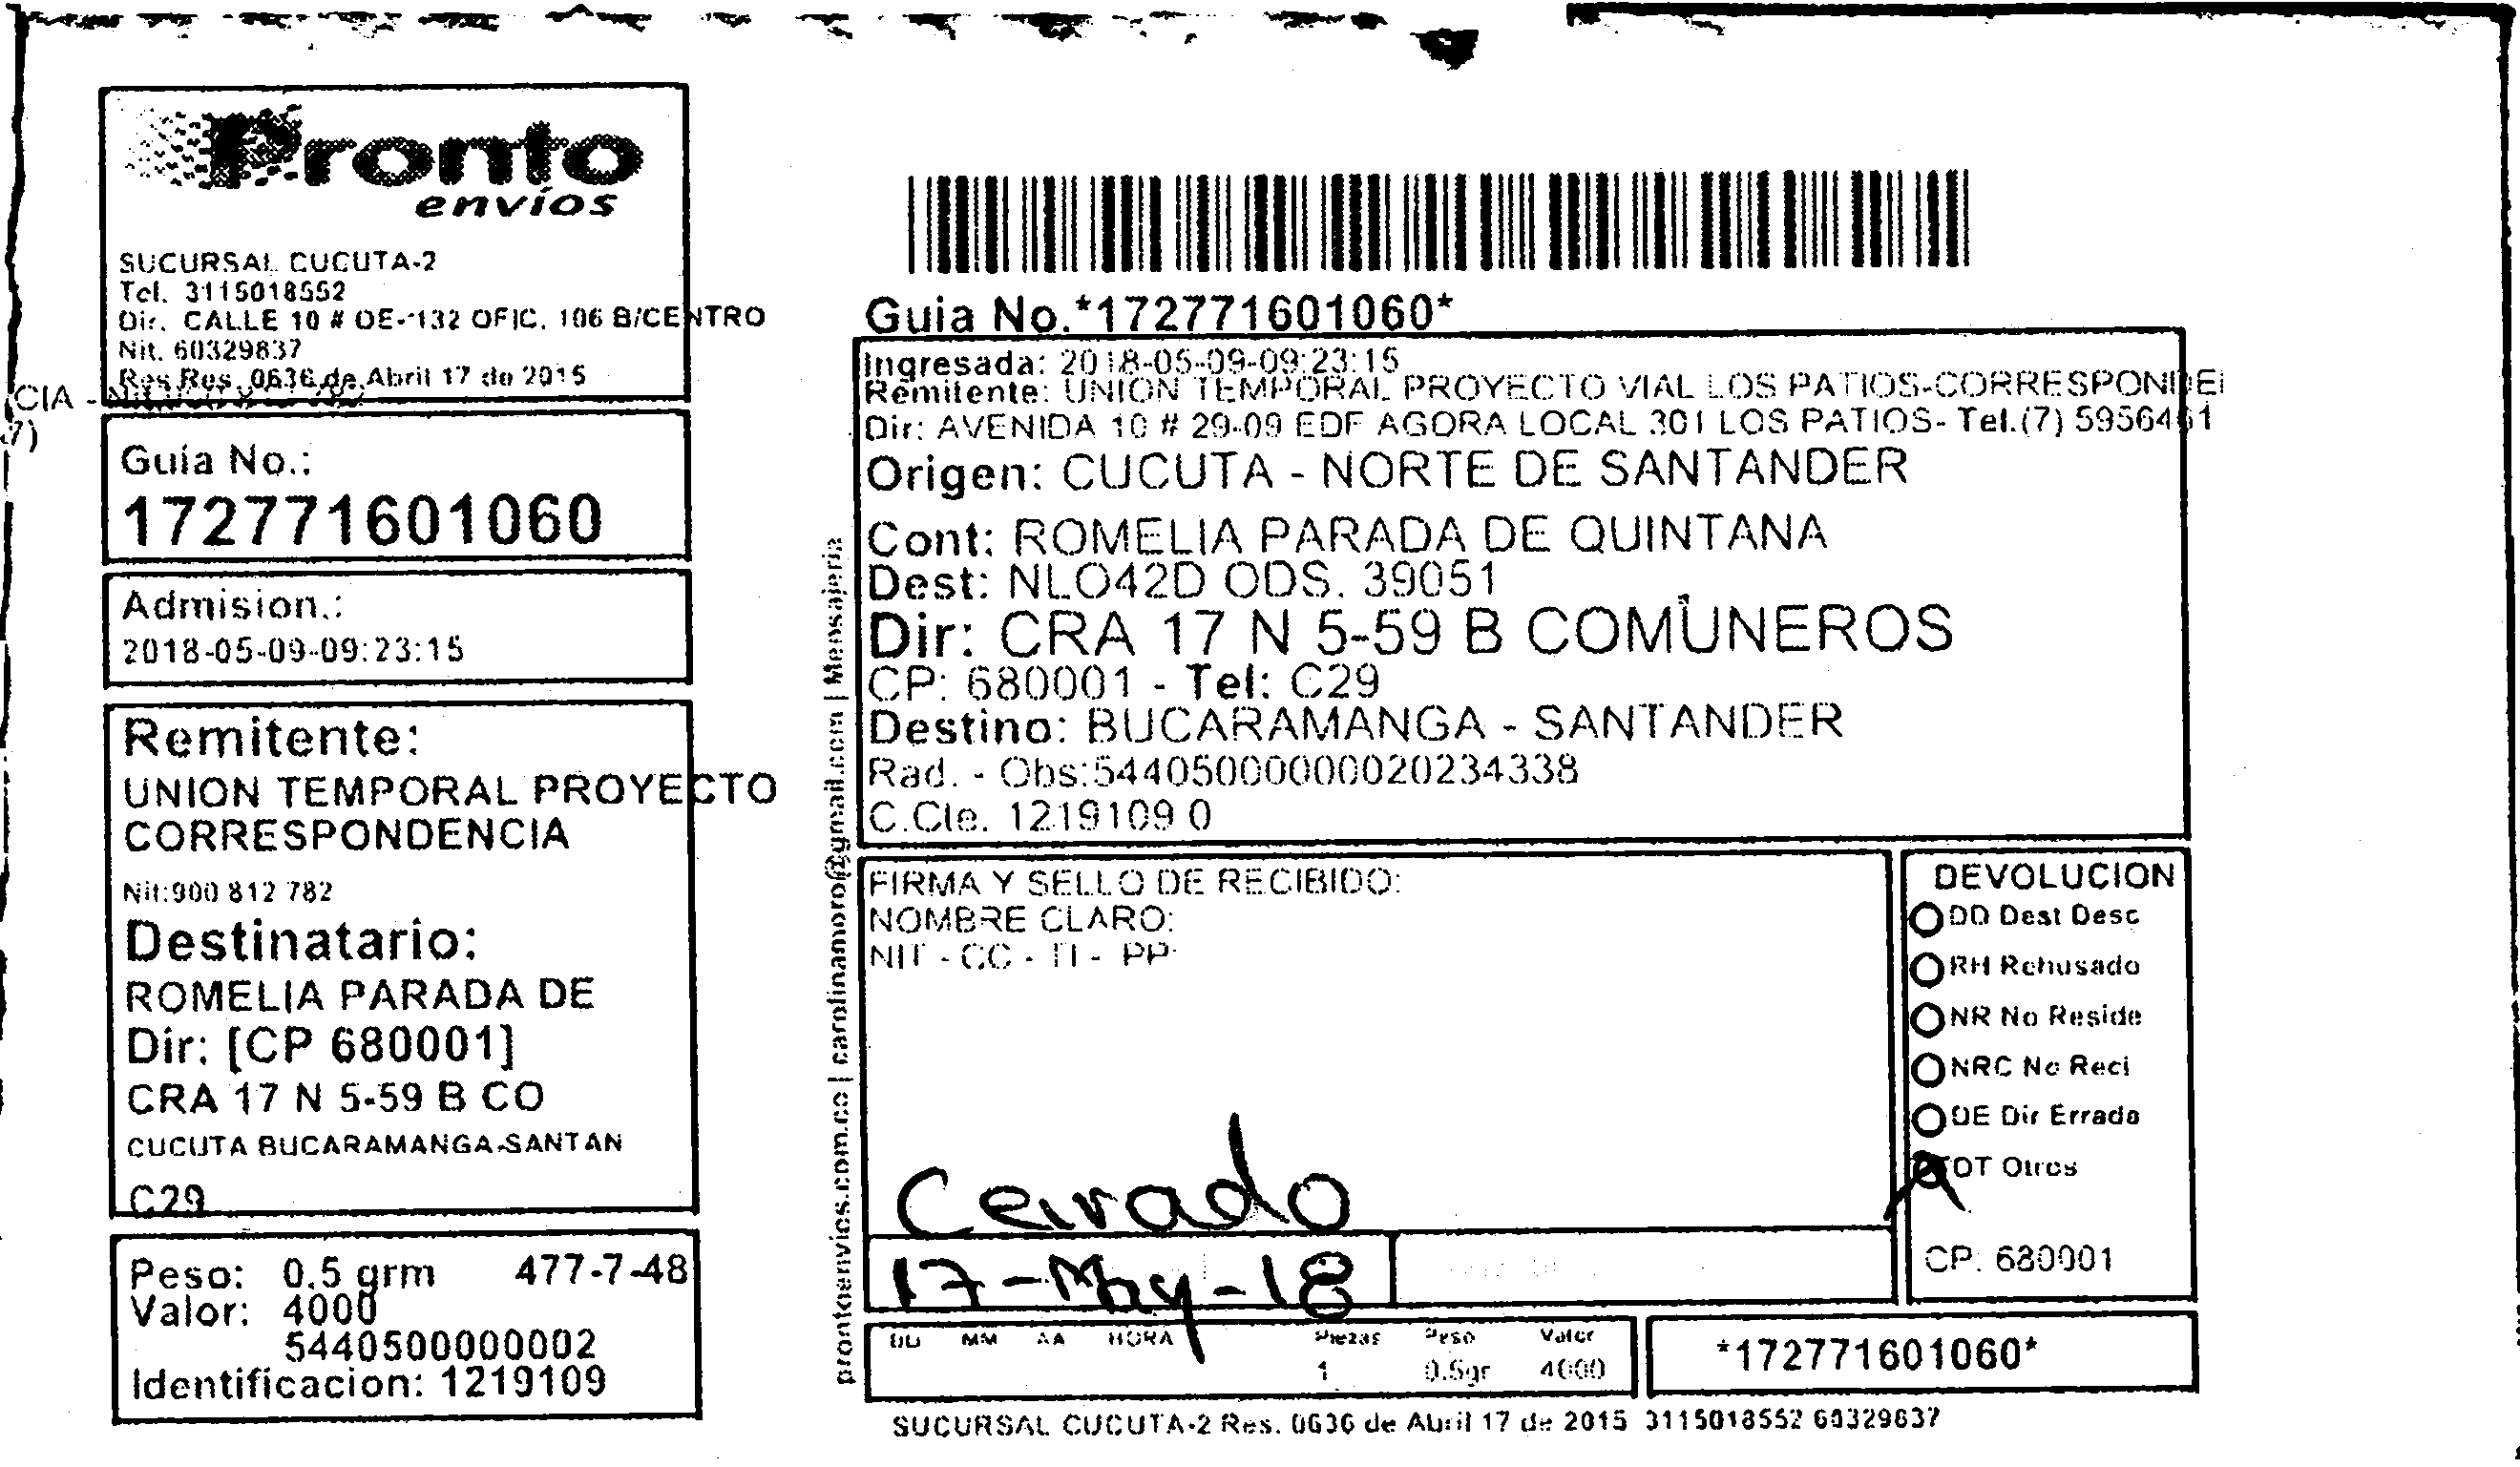 Pronto
envíos
SUCURSAL CUCUTA-2
Tel. 3115018552
Dir. CALLE 10 # OE-132 OFIC. 106 B/CENTRO
Nit. 60329837
Res Res. 0636 de Abril 17 de 2015
CIA -
7)
Guia No.:
172771601060
Admision.:
2018-05-09-09:23:15
Remitente:
UNION TEMPORAL PROYECTO
CORRESPONDENCIA
Nit:900 812 782
Destinatario:
ROMELIA PARADA DE
Dir: [CP 680001]
CRA 17 N 5-59 B CO
CUCUTA BUCARAMANGA-SANTAN
C29
Peso: 0.5 grm 477-7-48
Valor: 4000
5440500000002
Identificacion: 1219109
prontoenvios.com.co | carolinamoro@gmail.com | Mensajeria
Guia No.*172771601060*
Ingresada: 2018-05-09-09:23:15
Remitente: UNION TEMPORAL PROYECTO VIAL LOS PATIOS-CORRESPONDEI
Dir: AVENIDA 10 # 29-09 EDF AGORA LOCAL 301 LOS PATIOS- Tel.(7) 5956461
Origen: CUCUTA - NORTE DE SANTANDER
Cont: ROMELIA PARADA DE QUINTANA
Dest: NLO42D ODS. 39051
Dir: CRA 17 N 5-59 B COMUNEROS
CP: 680001 - Tel: C29
Destino: BUCARAMANGA - SANTANDER
Rad. - Obs:54405000000020234338
C.Cte. 1219109 0
FIRMA Y SELLO DE RECIBIDO:
NOMBRE CLARO:
NIT - CC - TI - PP:
Cerrado
17-May-18
DD MM AA HORA Piezas Peso Valor
1 0.5gr 4000
DEVOLUCION
DD Dest Desc
RH Rehusado
NR No Reside
NRC No Recl
DE Dir Errada
OT Otros
CP: 680001
*172771601060*
SUCURSAL CUCUTA-2 Res. 0636 de Abril 17 de 2015 3115018552 60329837